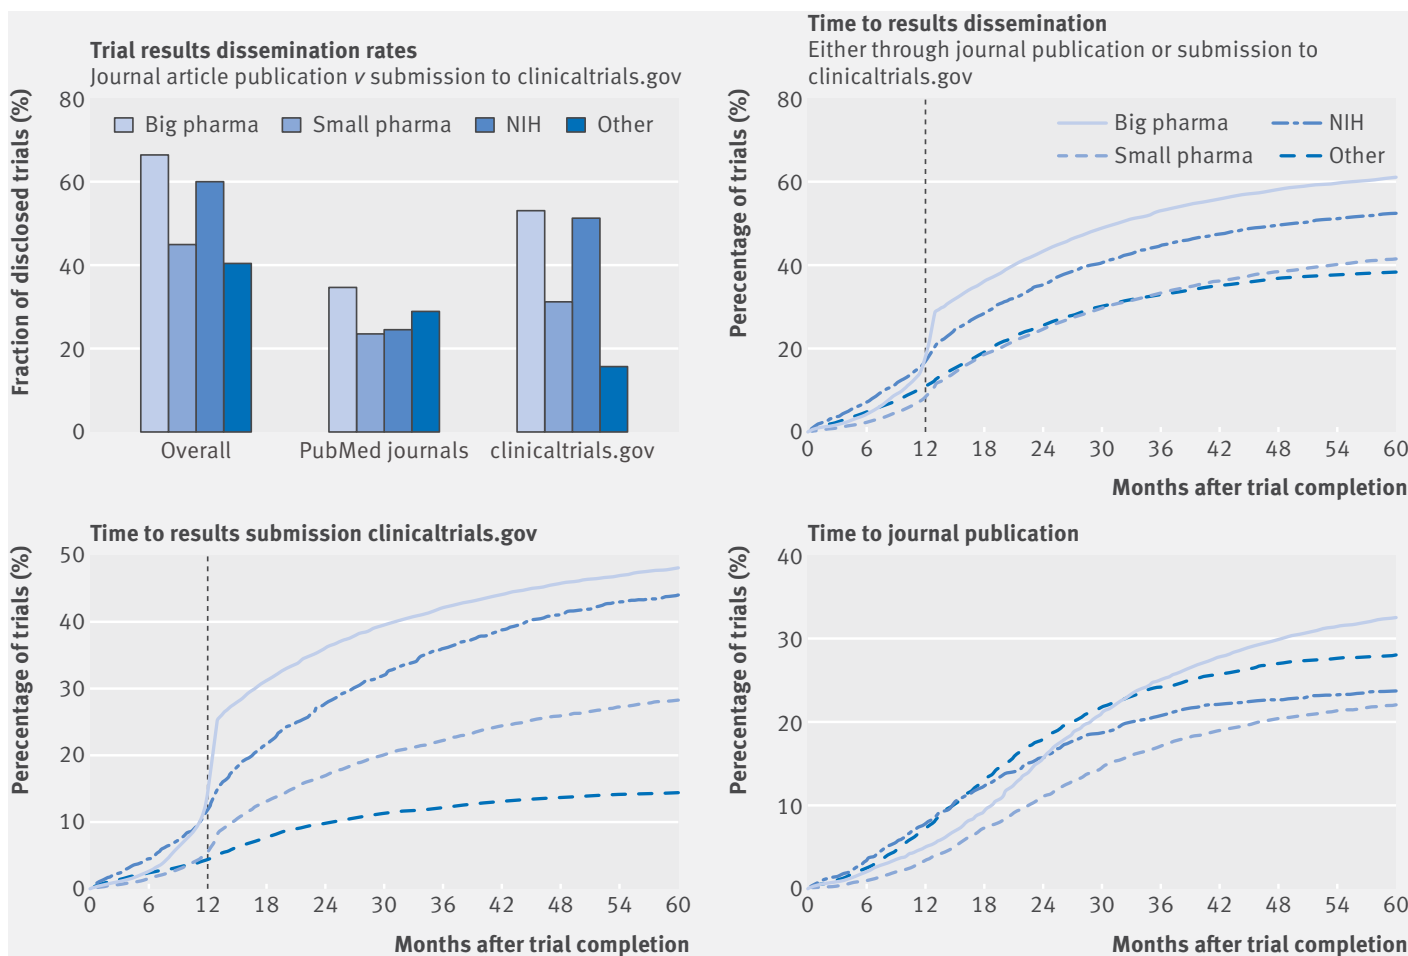 Trial results dissemination rates
Journal article publication v submission to clinicaltrials.gov
Fraction of disclosed trials (%)
80
60
40
20
0
Big pharma
Small pharma
NIH
Other
Overall
PubMed journals
clinicaltrials.gov
Time to results dissemination
Either through journal publication or submission to
clinicaltrials.gov
Perecentage of trials (%)
80
60
40
20
0
Big pharma
NIH
Small pharma
Other
0 6 12 18 24 30 36 42 48 54 60
Months after trial completion
Time to results submission clinicaltrials.gov
Perecentage of trials (%)
50
40
30
20
10
0
0 6 12 18 24 30 36 42 48 54 60
Months after trial completion
Time to journal publication
Perecentage of trials (%)
40
30
20
10
0
0 6 12 18 24 30 36 42 48 54 60
Months after trial completion